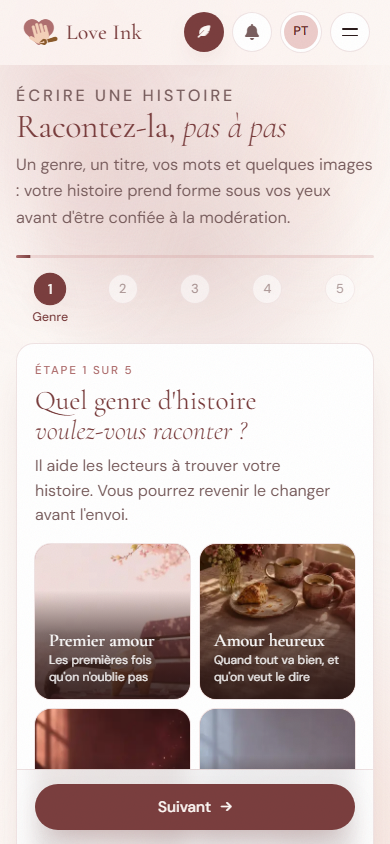 Love Ink
PT
ÉCRIRE UNE HISTOIRE
Racontez-la, pas à pas
Un genre, un titre, vos mots et quelques images
: votre histoire prend forme sous vos yeux
avant d'être confiée à la modération.
1 2 3 4 5
Genre
ÉTAPE 1 SUR 5
Quel genre d'histoire
voulez-vous raconter ?
Il aide les lecteurs à trouver votre
histoire. Vous pourrez revenir le changer
avant l'envoi.
Premier amour
Les premières fois
qu'on n'oublie pas
Amour heureux
Quand tout va bien, et
qu'on veut le dire
Suivant →